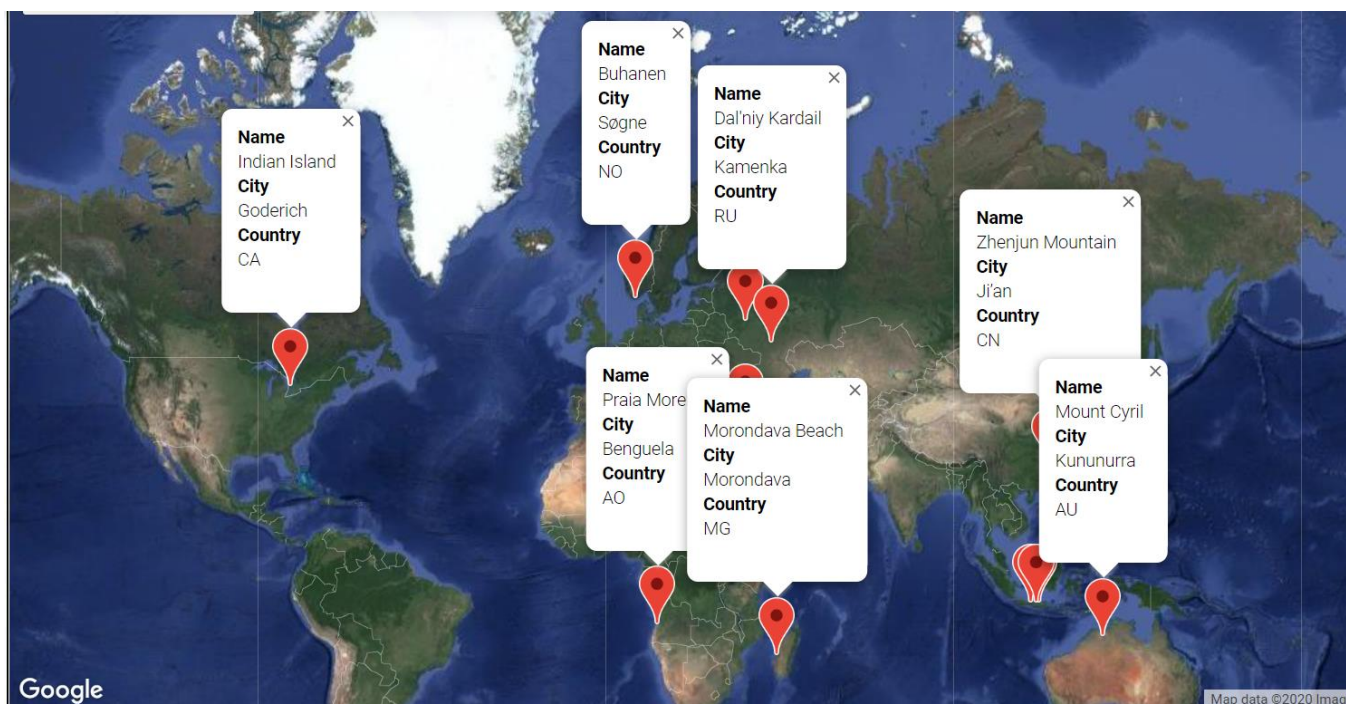 Name
Indian Island
City
Goderich
Country
CA
Name
Buhanen
City
Søgne
Country
NO
Name
Dal'niy Kardail
City
Kamenka
Country
RU
Name
Zhenjun Mountain
City
Ji'an
Country
CN
Name
Praia More
City
Benguela
Country
AO
Name
Morondava Beach
City
Morondava
Country
MG
Name
Mount Cyril
City
Kununurra
Country
AU
Google
Map data ©2020 Imag